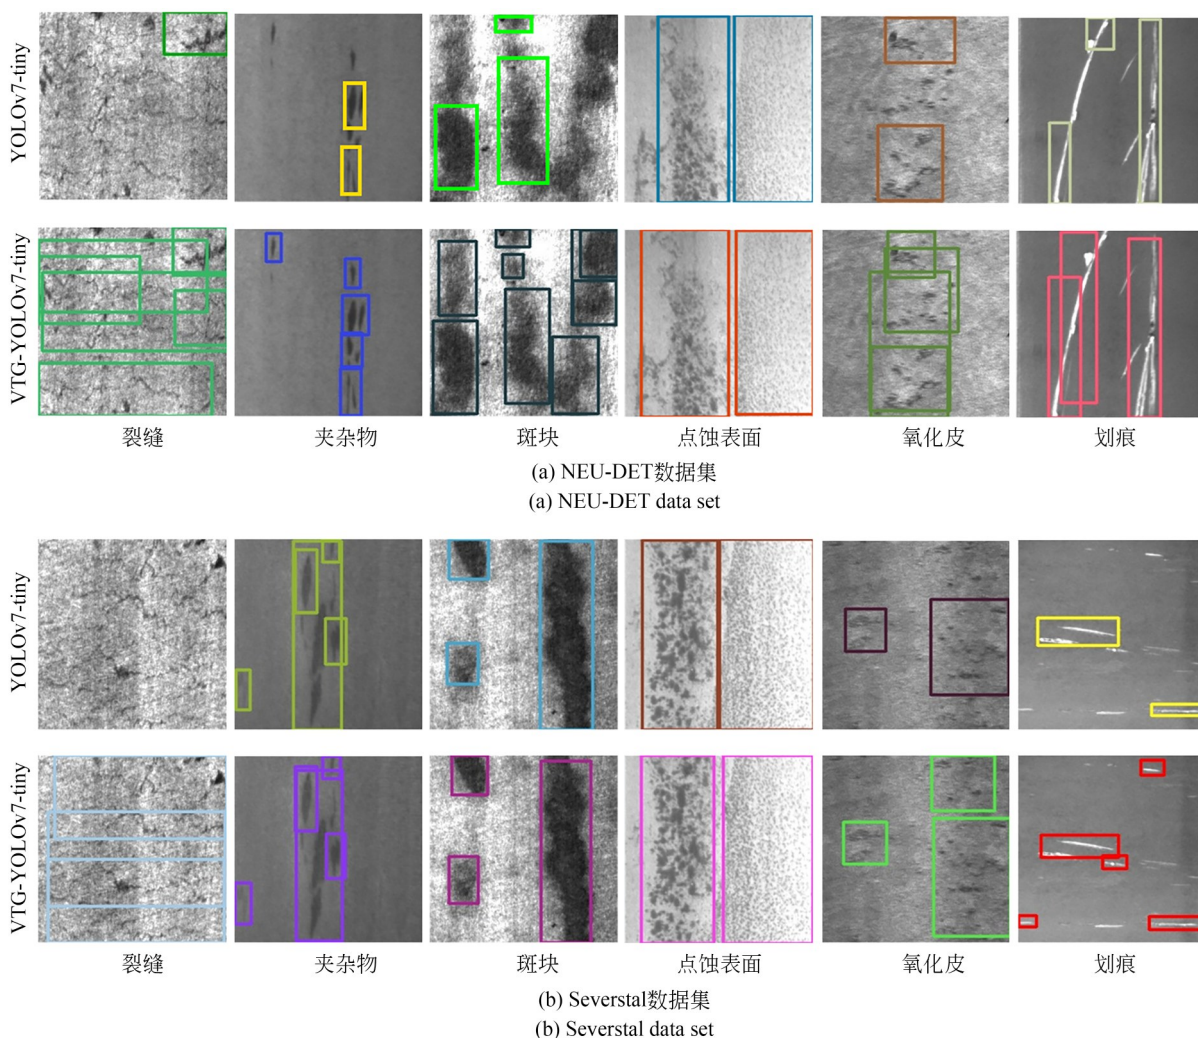 YOLOv7-tiny
VTG-YOLOv7-tiny
裂缝 夹杂物 斑块 点蚀表面 氧化皮 划痕
(a) NEU-DET数据集
(a) NEU-DET data set
YOLOv7-tiny
VTG-YOLOv7-tiny
裂缝 夹杂物 斑块 点蚀表面 氧化皮 划痕
(b) Severstal数据集
(b) Severstal data set